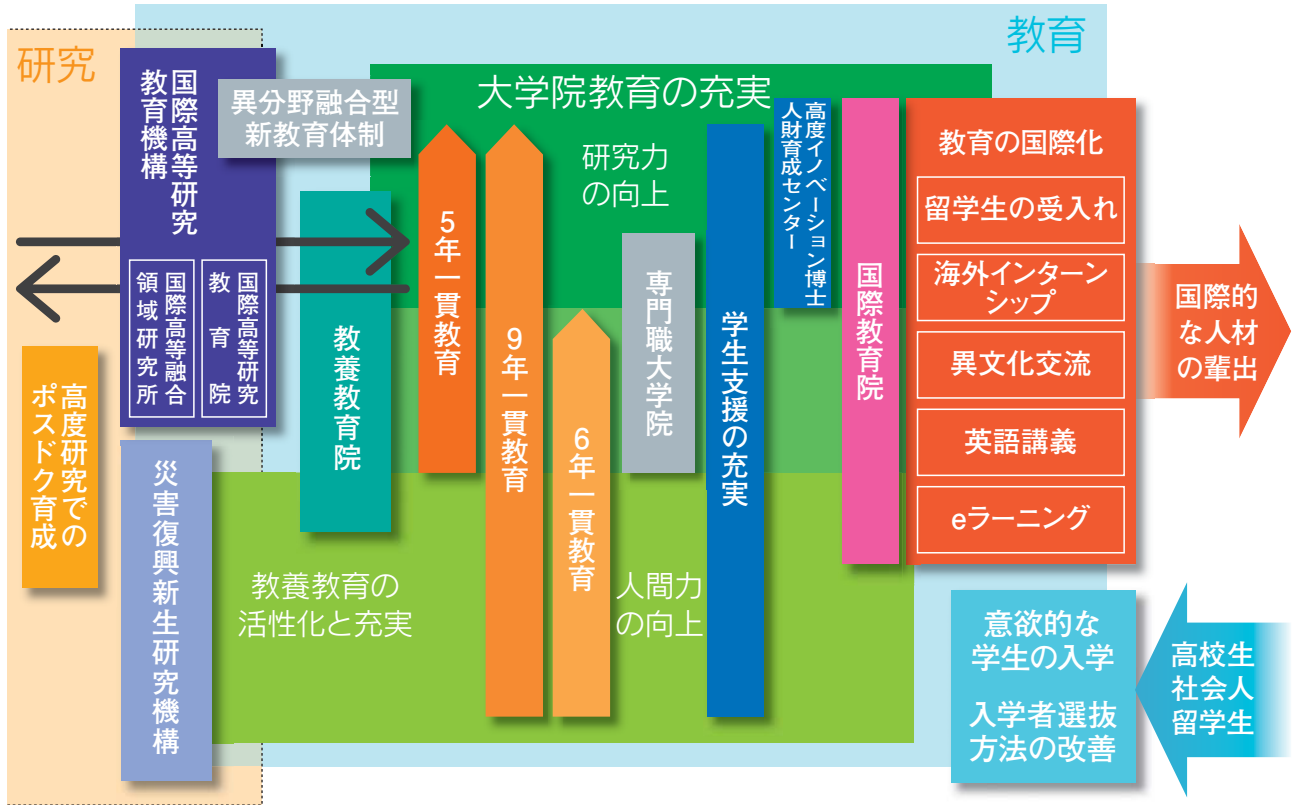 研究
教育
国際高等研究
教育機構
国際高等融合
領域研究所
国際高等研究
教育院
異分野融合型
新教育体制
大学院教育の充実
研究力
の向上
高度イノベーション博士
人財育成センター
教養教育院
5年一貫教育
9年一貫教育
6年一貫教育
専門職大学院
学生支援の充実
国際教育院
教育の国際化
留学生の受入れ
海外インターン
シップ
異文化交流
英語講義
eラーニング
国際的
な人材
の輩出
高度研究での
ポスドク育成
災害復興新生研究機構
教養教育の
活性化と充実
人間力
の向上
意欲的な
学生の入学
入学者選抜
方法の改善
高校生
社会人
留学生